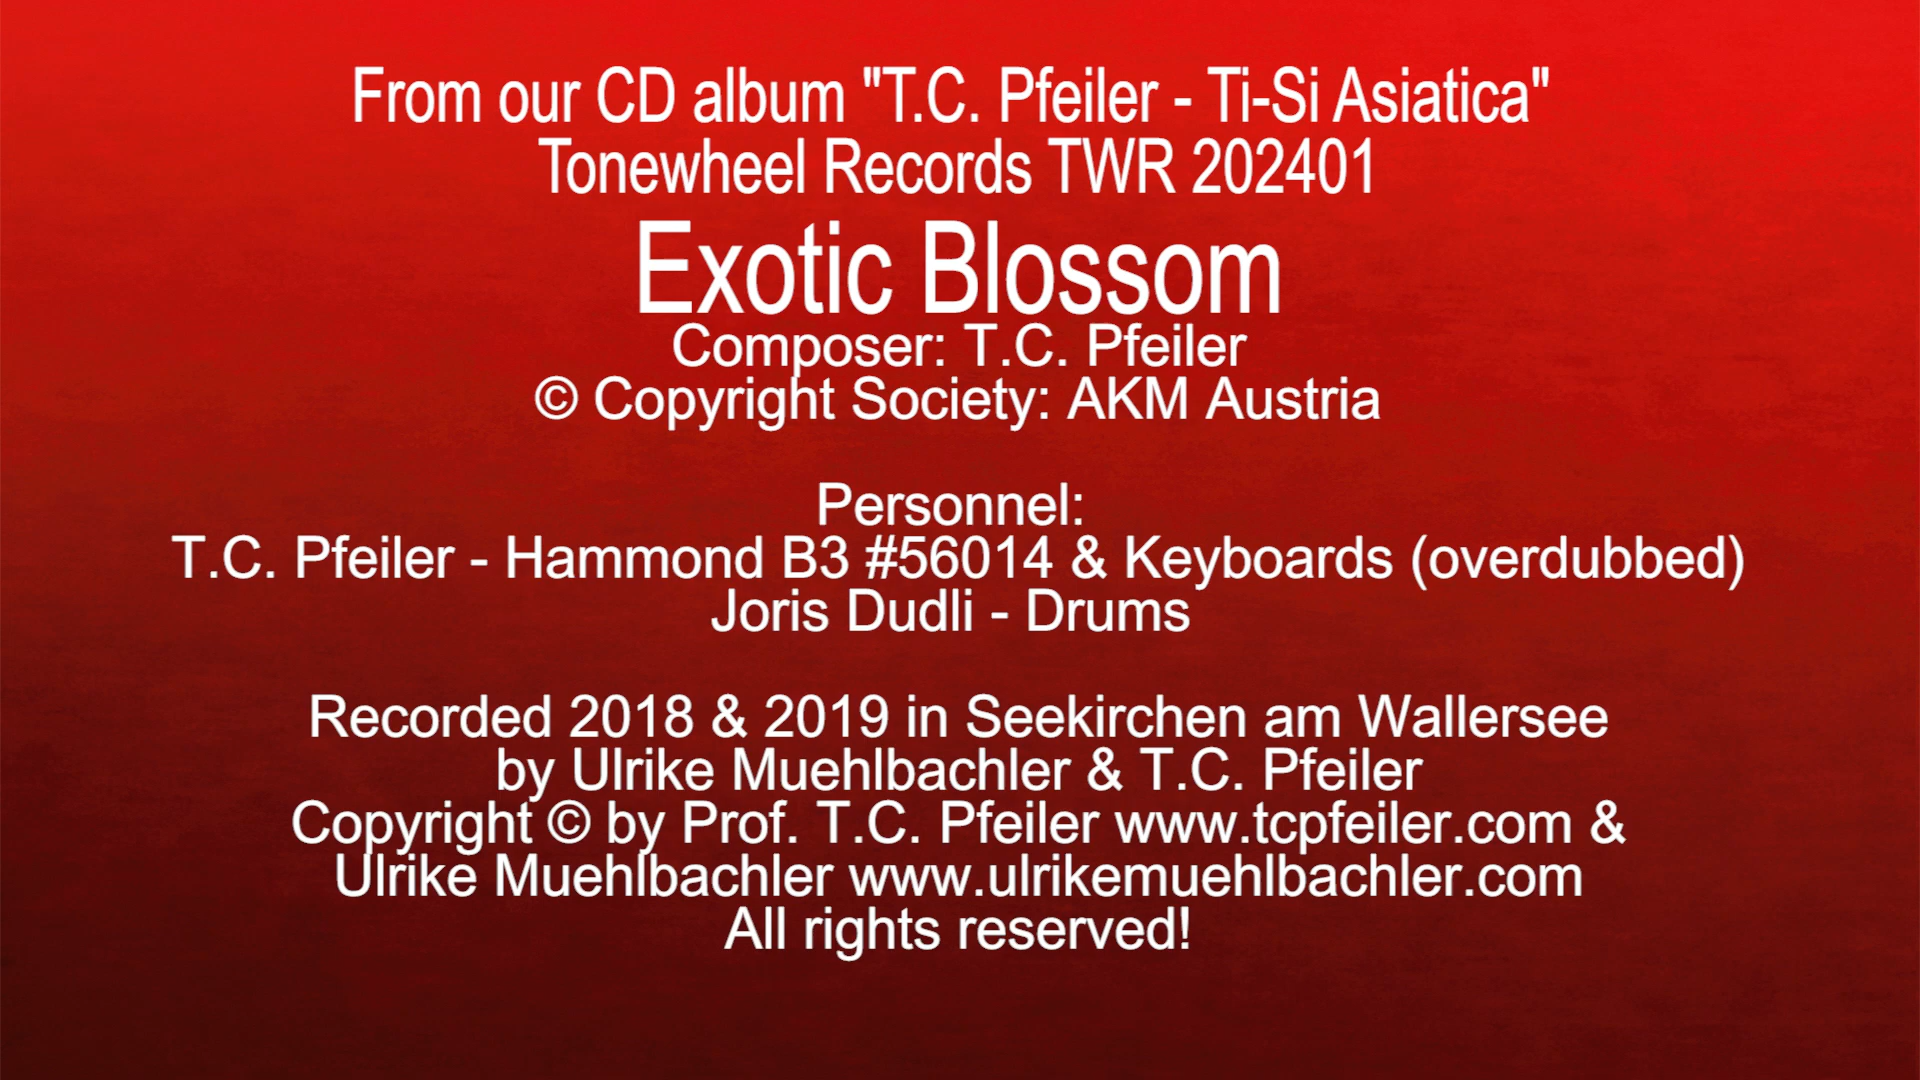 From our CD album "T.C. Pfeiler - Ti-Si Asiatica"
Tonewheel Records TWR 202401
Exotic Blossom
Composer: T.C. Pfeiler
© Copyright Society: AKM Austria
Personnel:
T.C. Pfeiler - Hammond B3 #56014 & Keyboards (overdubbed)
Joris Dudli - Drums
Recorded 2018 & 2019 in Seekirchen am Wallersee
by Ulrike Muehlbachler & T.C. Pfeiler
Copyright © by Prof. T.C. Pfeiler www.tcpfeiler.com &
Ulrike Muehlbachler www.ulrikemuehlbachler.com
All rights reserved!